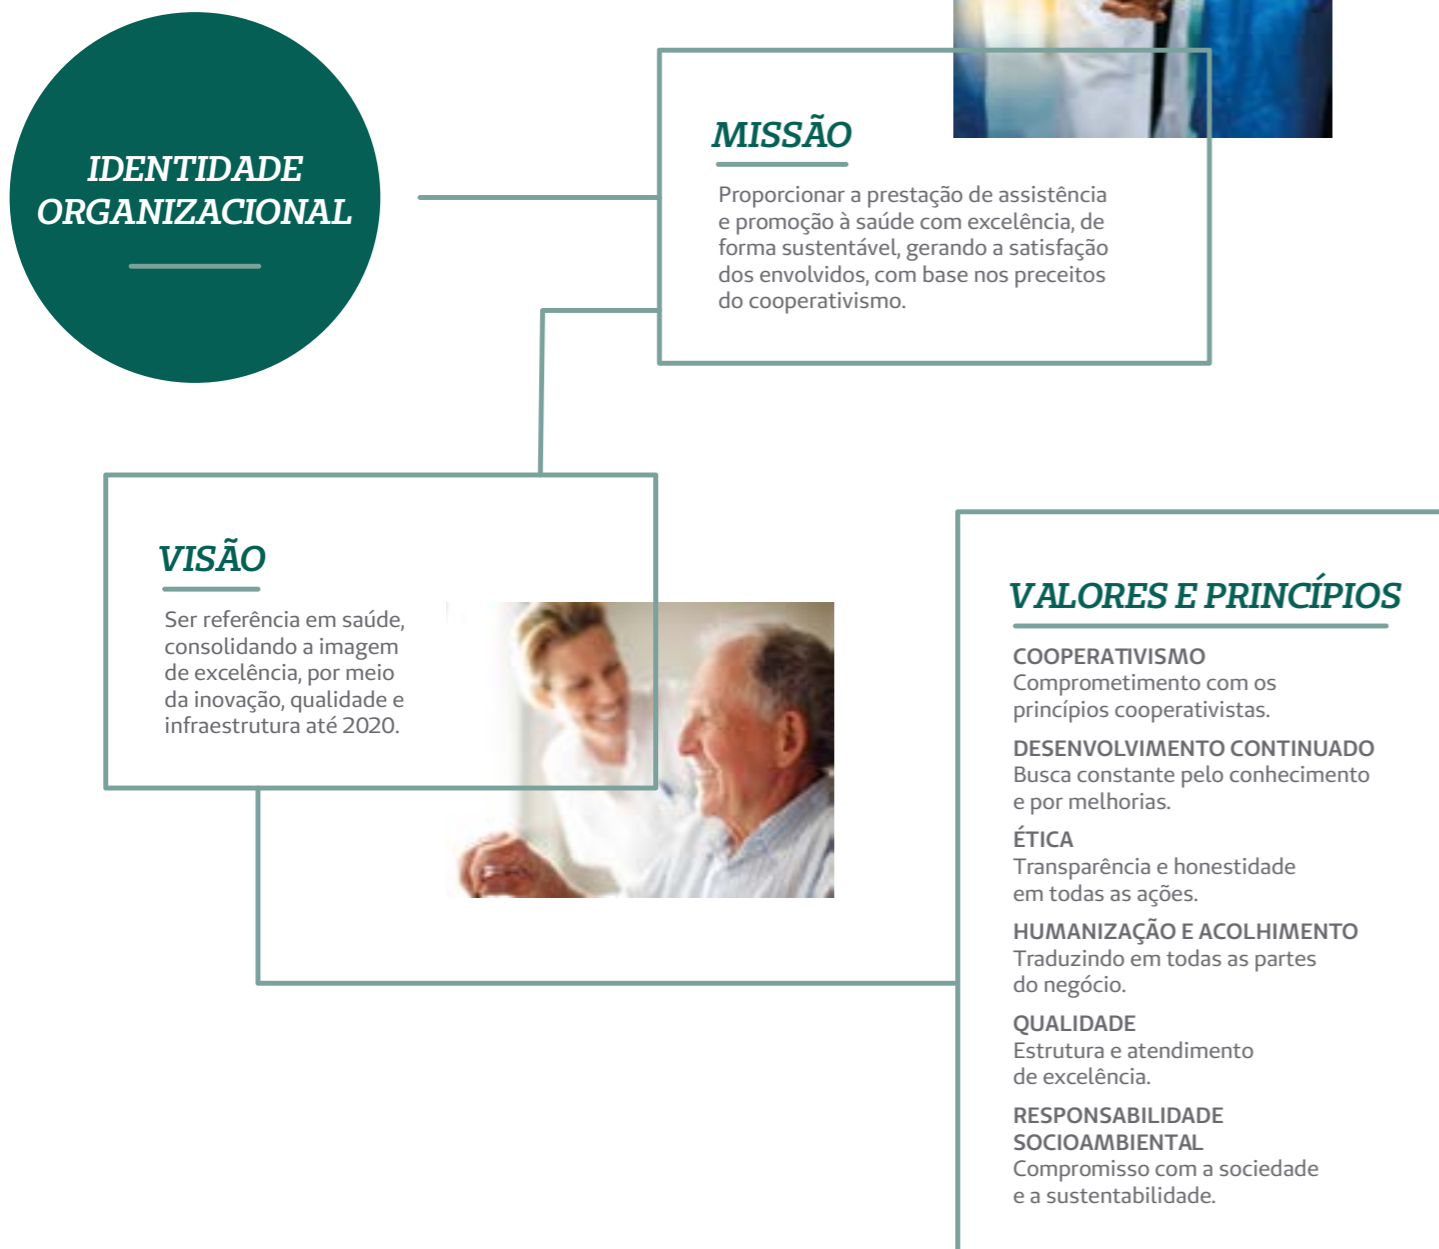 IDENTIDADE
ORGANIZACIONAL
MISSÃO
Proporcionar a prestação de assistência
e promoção à saúde com excelência, de
forma sustentável, gerando a satisfação
dos envolvidos, com base nos preceitos
do cooperativismo.
VISÃO
Ser referência em saúde,
consolidando a imagem
de excelência, por meio
da inovação, qualidade e
infraestrutura até 2020.
VALORES E PRINCÍPIOS
COOPERATIVISMO
Comprometimento com os
princípios cooperativistas.
DESENVOLVIMENTO CONTINUADO
Busca constante pelo conhecimento
e por melhorias.
ÉTICA
Transparência e honestidade
em todas as ações.
HUMANIZAÇÃO E ACOLHIMENTO
Traduzindo em todas as partes
do negócio.
QUALIDADE
Estrutura e atendimento
de excelência.
RESPONSABILIDADE
SOCIOAMBIENTAL
Compromisso com a sociedade
e a sustentabilidade.